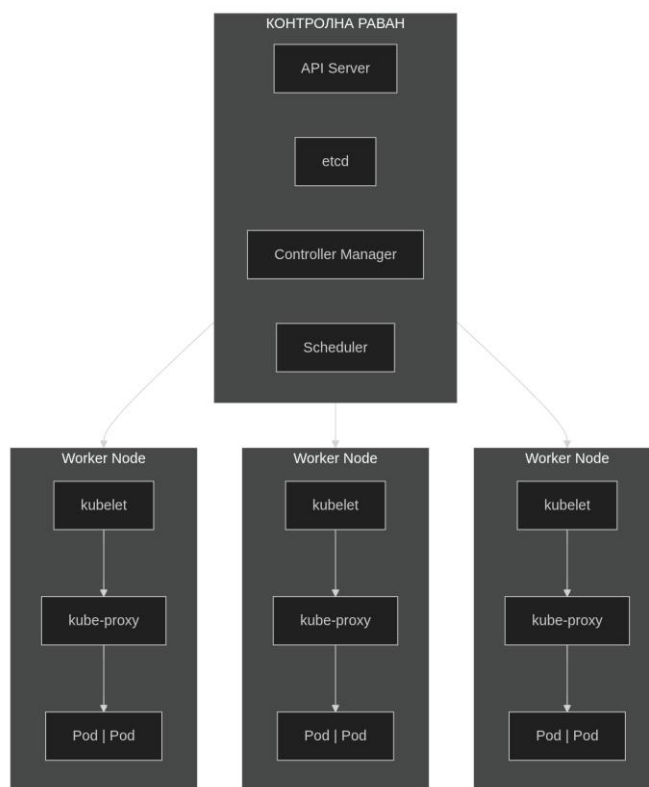 КОНТРОЛНА РАВАН
API Server
etcd
Controller Manager
Scheduler
Worker Node
kubelet
kube-proxy
Pod | Pod
Worker Node
kubelet
kube-proxy
Pod | Pod
Worker Node
kubelet
kube-proxy
Pod | Pod